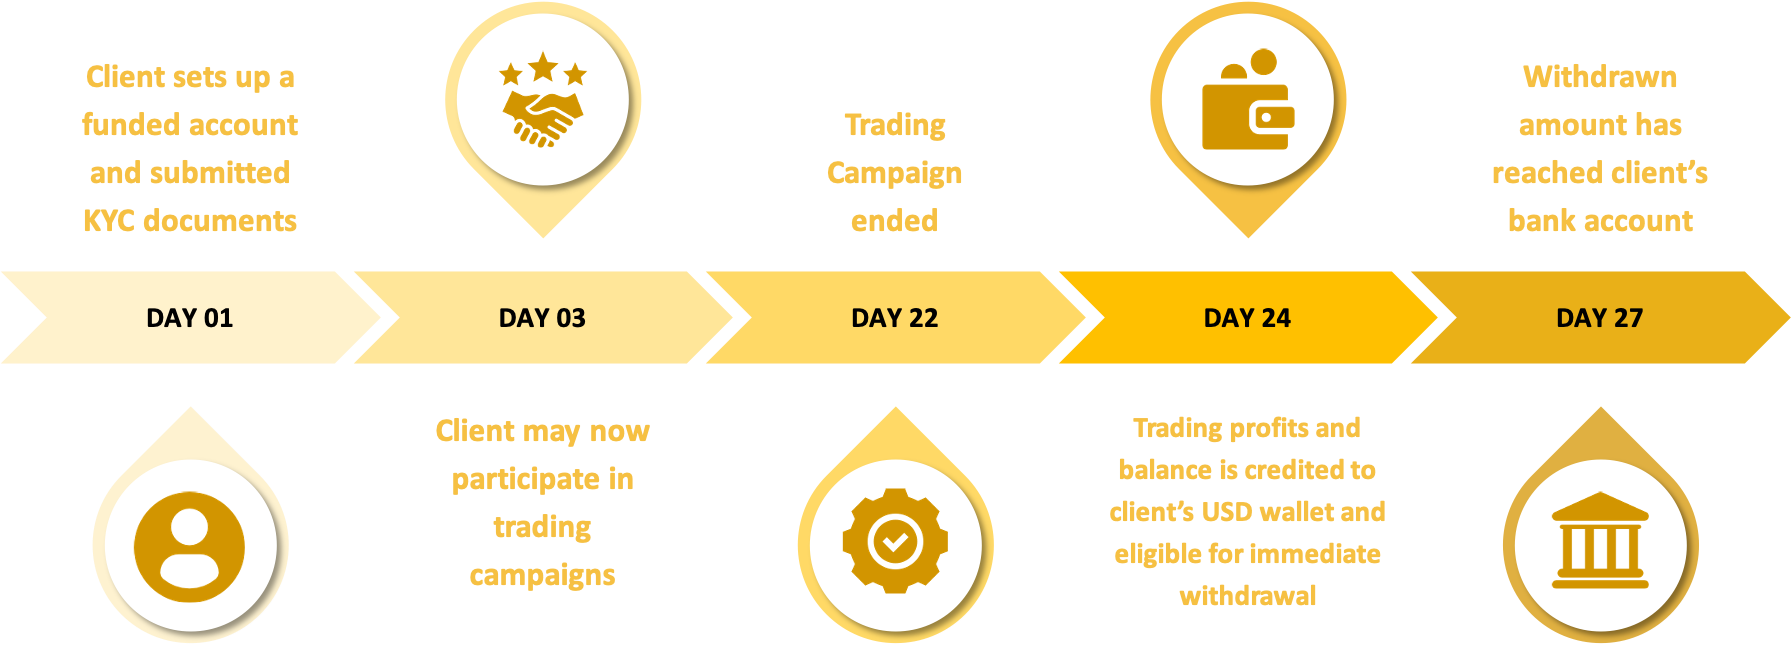 Client sets up a
funded account
and submitted
KYC documents
Trading
Campaign
ended
Withdrawn
amount has
reached client’s
bank account
DAY 01
DAY 03
DAY 22
DAY 24
DAY 27
Client may now
participate in
trading
campaigns
Trading profits and
balance is credited to
client’s USD wallet and
eligible for immediate
withdrawal